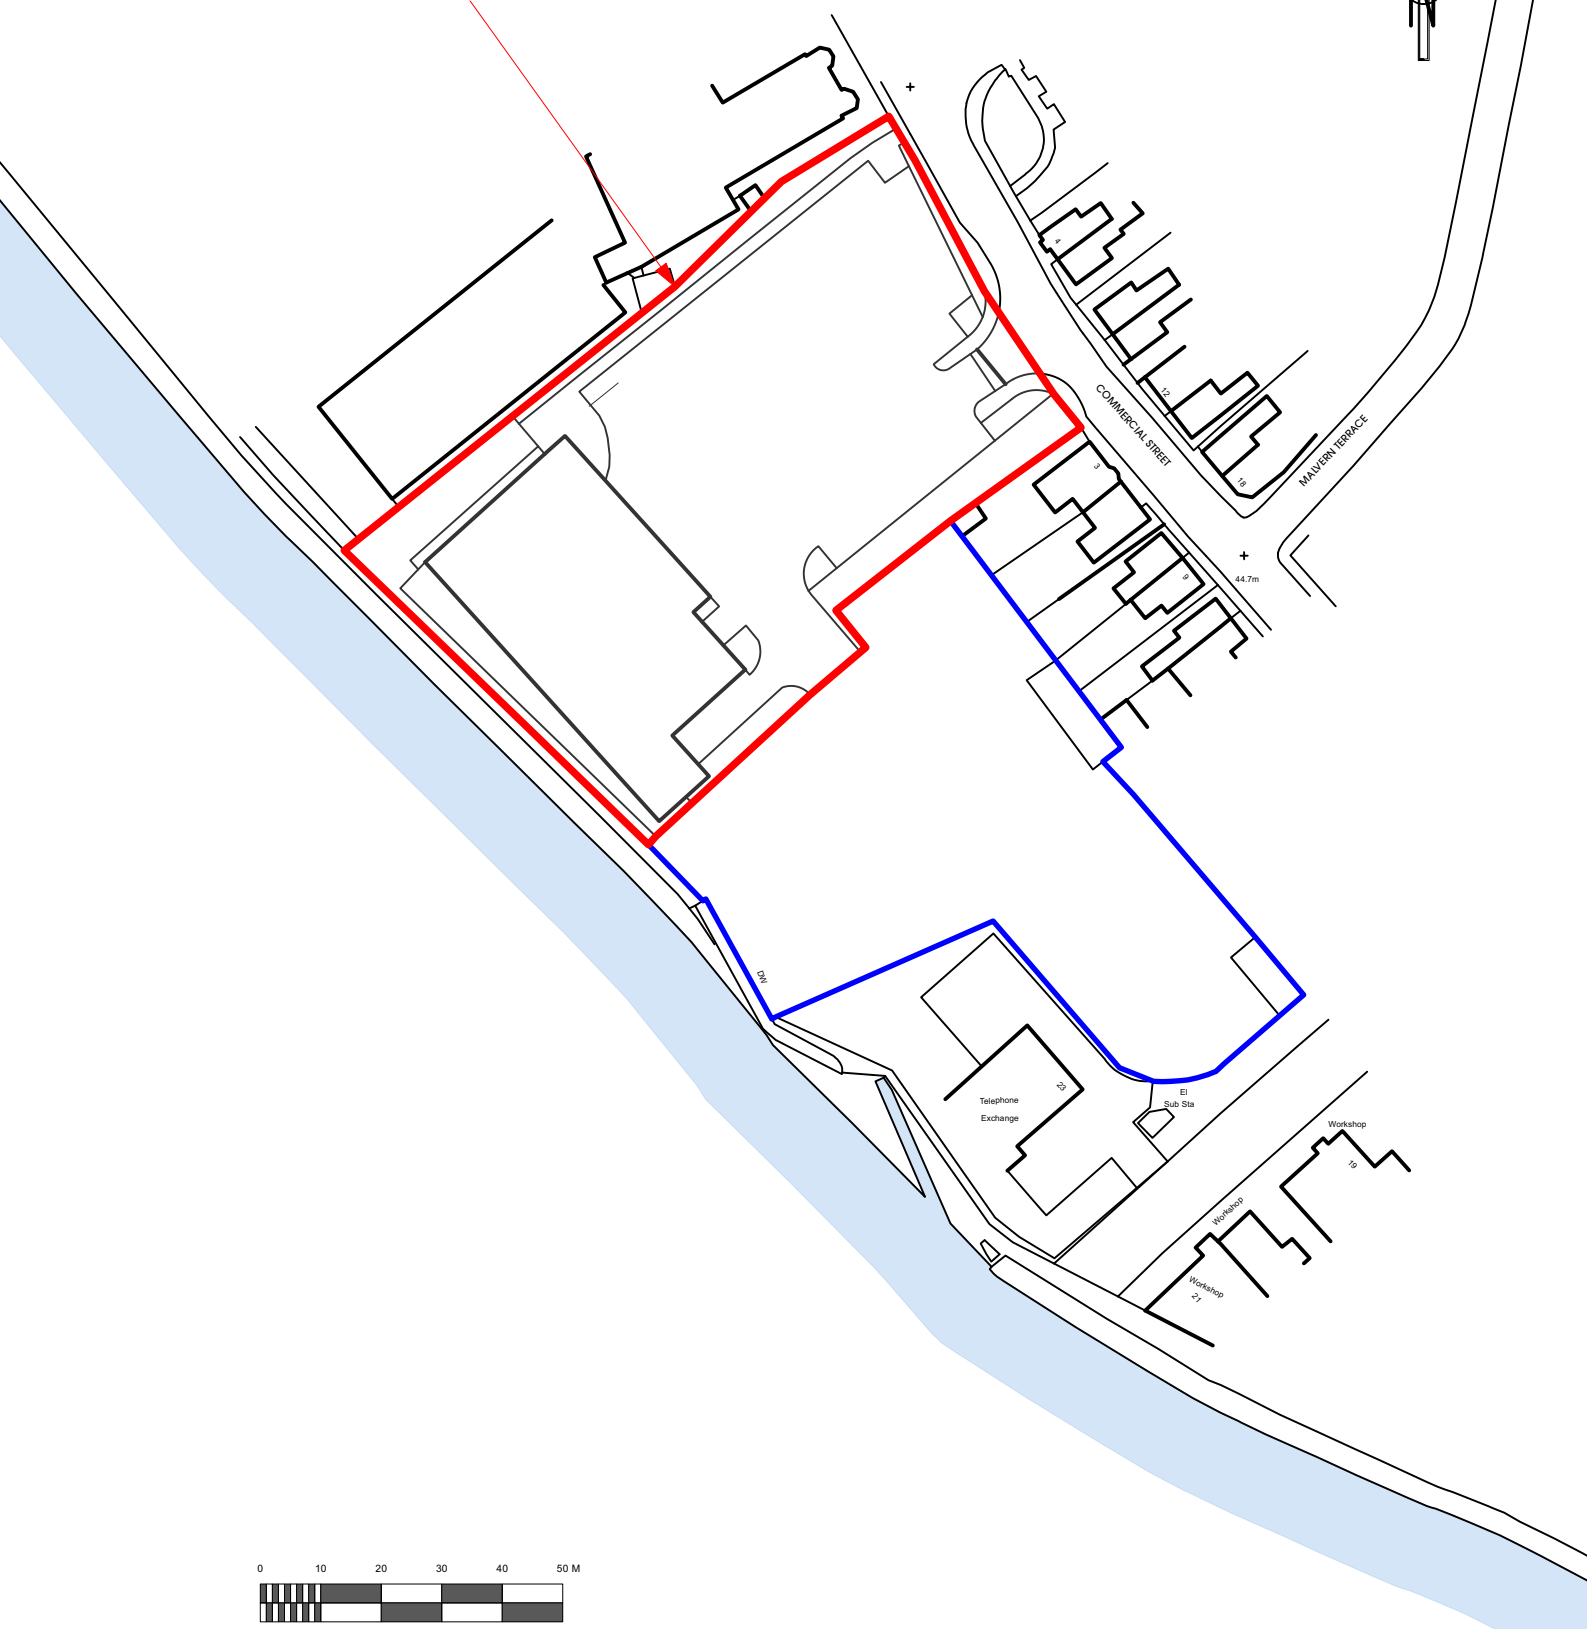 4
12
COMMERCIAL STREET
18
MALVERN TERRACE
3
9
44.7m
DW
23
Telephone
Exchange
El
Sub Sta
Workshop
19
Workshop
Workshop
21
0 10 20 30 40 50 M